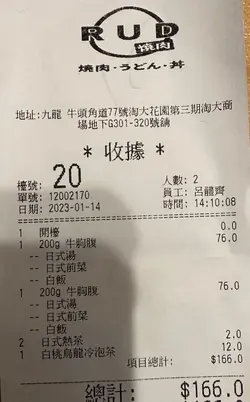 RUD
燒肉
燒肉·うどん·丼
地址:九龍 牛頭角道77號淘大花園第三期淘大商
場地下G301-320號舖
* 收據 *
檯號: 20 人數: 2
單號: 12002170 員工: 呂龍齊
日期: 2023-01-14 時間: 14:10:08
1 開檯 0.0
1 200g 牛胸腹 76.0
-- 日式湯
-- 日式前菜
-- 白飯
1 200g 牛胸腹 76.0
-- 日式湯
-- 日式前菜
-- 白飯
2 日式熱茶 2.0
1 白桃烏龍冷泡茶 12.0
項目總計: $166.0
總計: $166.0